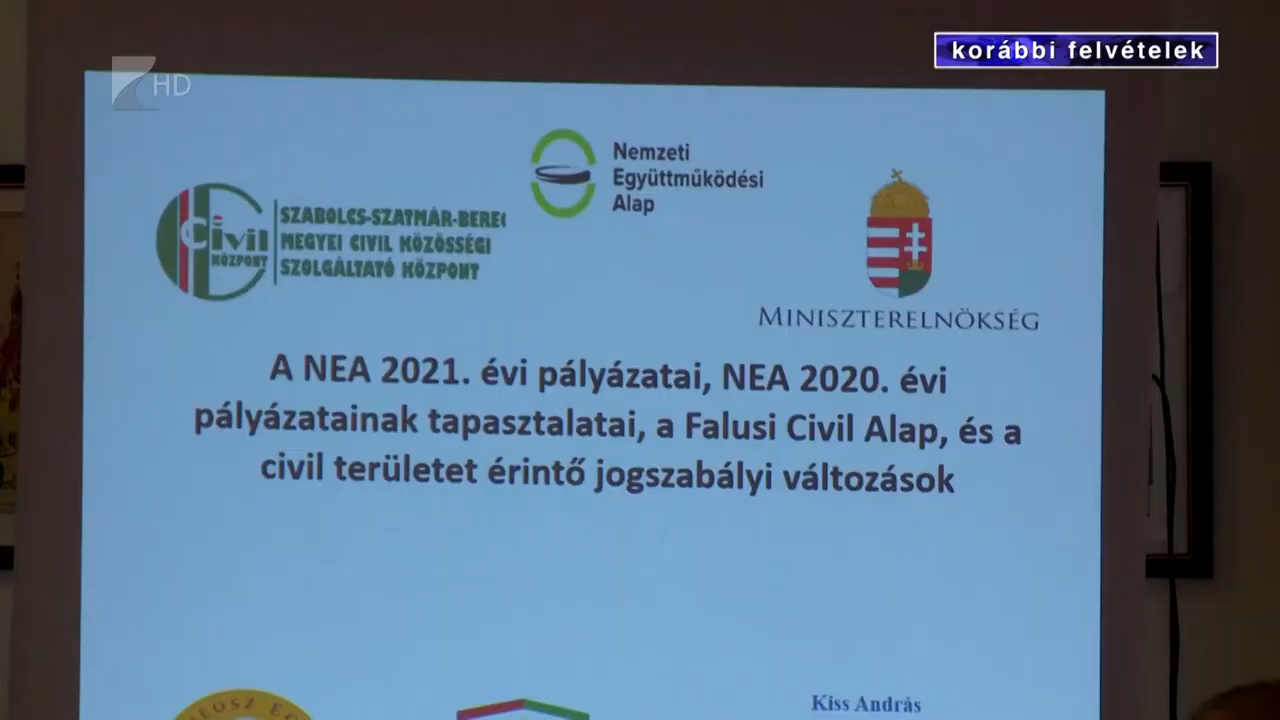 korábbi felvételek
HD
Nemzeti
Együttműködési
Alap
Civil
KÖZPONT
SZABOLCS-SZATMÁR-BEREG
MEGYEI CIVIL KÖZÖSSÉGI
SZOLGÁLTATÓ KÖZPONT
MINISZTERELNÖKSÉG
A NEA 2021. évi pályázatai, NEA 2020. évi
pályázatainak tapasztalatai, a Falusi Civil Alap, és a
civil területet érintő jogszabályi változások
Kiss András